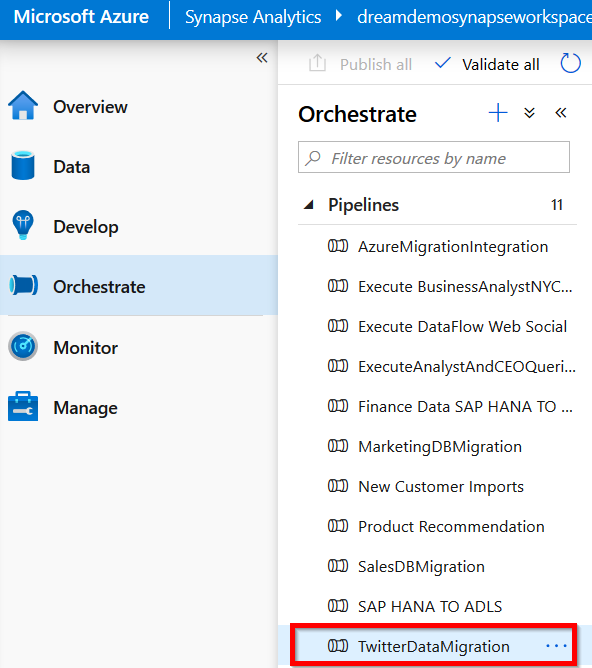 Microsoft Azure
Synapse Analytics
dreamdemosynapseworkspace
Publish all
Validate all
Overview
Data
Develop
Orchestrate
Monitor
Manage
Orchestrate
Filter resources by name
Pipelines 11
AzureMigrationIntegration
Execute BusinessAnalystNYC...
Execute DataFlow Web Social
ExecuteAnalystAndCEOQueri...
Finance Data SAP HANA TO ...
MarketingDBMigration
New Customer Imports
Product Recommendation
SalesDBMigration
SAP HANA TO ADLS
TwitterDataMigration ...